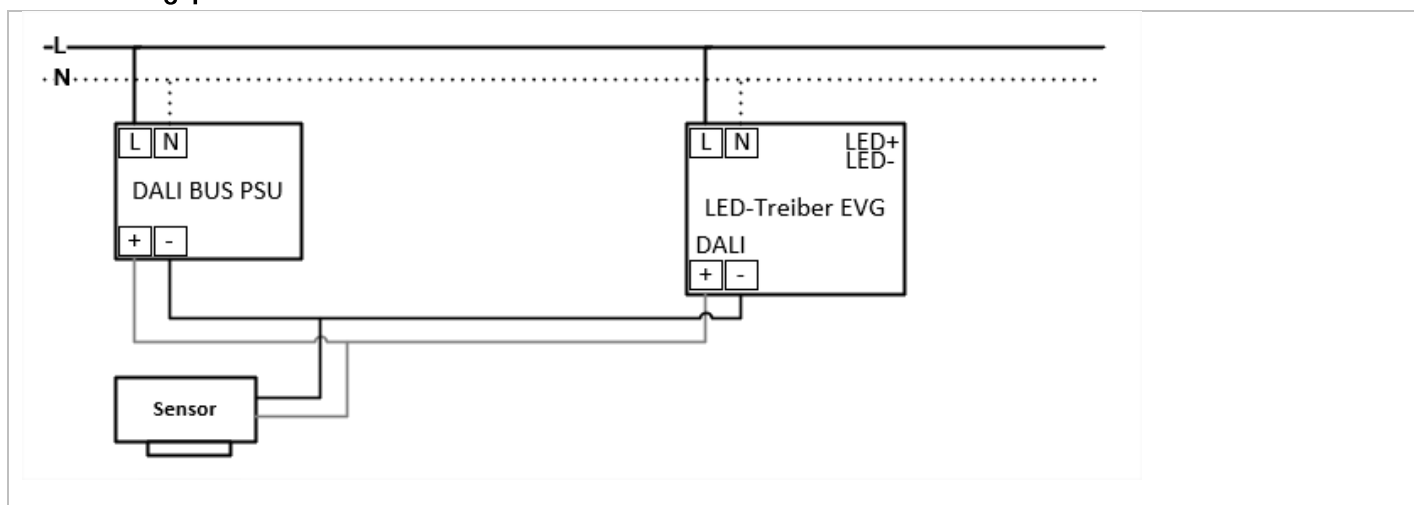 L
N
L N
L N
LED+
LED-
DALI BUS PSU
LED-Treiber EVG
+ -
DALI
+ -
Sensor